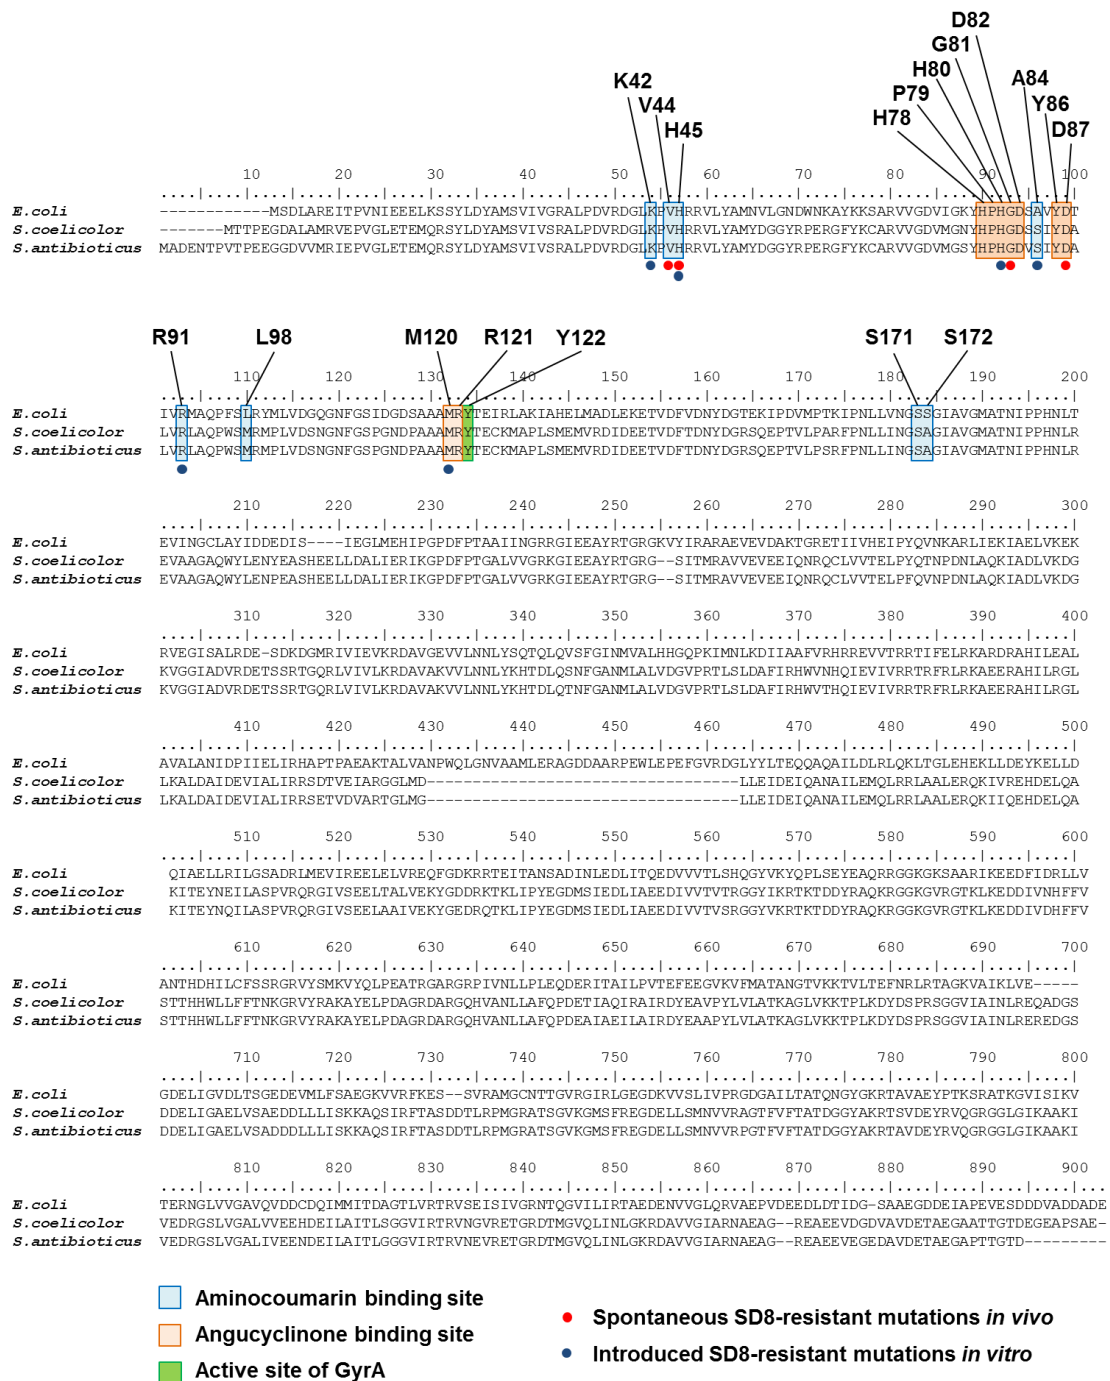 D82
G81
H80
A84
K42
P79
Y86
V44
H78
H45
D87
10 20 30 40 50 60 70 80 90 100
E.coli ------------MSDLAREITPVNIEEELKSSYLDYAMSVIVGRALPDVRDGLKPVHRRVLYAMNVLGNDWNKAYKKSARVVGDVIGKYHPHGDSAVYDT
S.coelicolor -------MTTPEGDALAMRVEPVGLETEMQRSYLDYAMSVIVSRALPDVRDGLKPVHRRVLYAMYDGGYRPERGFYKCARVVGDVMGNYHPHGDSSIYDA
S.antibioticus MADENTPVTPEEGGDVVMRIEPVGLETEMQRSYLDYAMSVIVSRALPDVRDGLKPVHRRVLYAMYDGGYRPERGFYKCARVVGDVMGSYHPHGDVSIYDA
R91 L98 M120 R121 Y122 S171 S172
110 120 130 140 150 160 170 180 190 200
E.coli IVRMAQPFSLRYMLVDGQGNFGSIDGDSAAAMRYTEIRLAKIAHELMADLEKETVDFVDNYDGTEKIPDVMPTKIPNLLVNGSSGIAVGMATNIPPHNLT
S.coelicolor LVRLAQPWSMRMPLVDSNGNFGSPGNDPAAAMRYTECKMAPLSMEMVRDIDEETVDFTDNYDGRSQEPTVLPARFPNLLINGSAGIAVGMATNIPPHNLR
S.antibioticus LVRLAQPWSMRMPLVDSNGNFGSPGNDPAAAMRYTECKMAPLSMEMVRDIDEETVDFTDNYDGRSQEPTVLPSRFPNLLINGSAGIAVGMATNIPPHNLR
210 220 230 240 250 260 270 280 290 300
E.coli EVINGCLAYIDDEDIS----IEGLMEHIPGPDFPTAAIINGRRGIEEAYRTGRGKVYIRARAEVEVDAKTGRETIIVHEIPYQVNKARLIEKIAELVKEK
S.coelicolor EVAAGAQWYLENYEASHEELLDALIERIKGPDFPTGALVVGRKGIEEAYRTGRG--SITMRAVVEVEEIQNRQCLVVTELPYQTNPDNLAQKIADLVKDG
S.antibioticus EVAAGAQWYLENPEASHEELLDALIERIKGPDFPTGALVVGRKGIEEAYRTGRG--SITMRAVVEVEEIQNRQCLVVTELPFQVNPDNLAQKIADLVKDG
310 320 330 340 350 360 370 380 390 400
E.coli RVEGISALRDE-SDKDGMRIVIEVKRDAVGEVVLNNLYSQTQLQVSFGINMVALHHGQPKIMNLKDIIAAFVRHRREVVTRRTIFELRKARDRAHILEAL
S.coelicolor KVGGIADVRDETSSRTGQRLVIVLKRDAVAKVVLNNLYKHTDLQSNFGANMLALVDGVPRTLSLDAFIRHWVNHQIEVIVRRTRFRLRKAEERAHILRGL
S.antibioticus KVGGIADVRDETSSRTGQRLVIVLKRDAVAKVVLNNLYKHTDLQTNFGANMLALVDGVPRTLSLDAFIRHWVTHQIEVIVRRTRFRLRKAEERAHILRGL
410 420 430 440 450 460 470 480 490 500
E.coli AVALANIDPIIELIRHAPTPAEAKTALVANPWQLGNVAAMLERAGDDAARPEWLEPEFGVRDGLYYLTEQQAQAILDLRLQKLTGLEHEKLLDEYKELLD
S.coelicolor LKALDAIDEVIALIRRSDTVEIARGGLMD----------------------------------LLEIDEIQANAILEMQLRRLAALERQKIVREHDELQA
S.antibioticus LKALDAIDEVIALIRRSETVDVARTGLMG----------------------------------LLEIDEIQANAILEMQLRRLAALERQKIIQEHDELQA
510 520 530 540 550 560 570 580 590 600
E.coli QIAELLRILGSADRLMEVIREELELVREQFGDKRRTEITANSADINLEDLITQEDVVVTLSHQGYVKYQPLSEYEAQRRGGKGKSAARIKEEDFIDRLLV
S.coelicolor KITEYNEILASPVRQRGIVSEELTALVEKYGDDRKTKLIPYEGDMSIEDLIAEEDIVVTVTRGGYIKRTKTDDYRAQKRGGKGVRGTKLKEDDIVNHFFV
S.antibioticus KITEYNQILASPVRQRGIVSEELAAIVEKYGEDRQTKLIPYEGDMSIEDLIAEEDIVVTVSRGGYVKRTKTDDYRAQKRGGKGVRGTKLKEDDIVDHFFV
610 620 630 640 650 660 670 680 690 700
E.coli ANTHDHILCFSSRGRVYSMKVYQLPEATRGARGRPIVNLLPLEQDERITAILPVTEFEEGVKVFMATANGTVKKTVLTEFNRLRTAGKVAIKLVE-----
S.coelicolor STTHHWLLFFTNKGRVYRAKAYELPDAGRDARGQHVANLLAFQPDETIAQIRAIRDYEAVPYLVLATKAGLVKKTPLKDYDSPRSGGVIAINLREQADGS
S.antibioticus STTHHWLLFFTNKGRVYRAKAYELPDAGRDARGQHVANLLAFQPDEAIAEILAIRDYEAAPYLVLATKAGLVKKTPLKDYDSPRSGGVIAINLREREDGS
710 720 730 740 750 760 770 780 790 800
E.coli GDELIGVDLTSGEDEVMLFSAEGKVVRFKES--SVRAMGCNTTGVRGIRLGEGDKVVSLIVPRGDGAILTATQNGYGKRTAVAEYPTKSRATKGVISIKV
S.coelicolor DDELIGAELVSAEDDLLLISKKAQSIRFTASDDTLRPMGRATSGVKGMSFREGDELLSMNVVRAGTFVFTATDGGYAKRTSVDEYRVQGRGGLGIKAAKI
S.antibioticus DDELIGAELVSADDDLLLISKKAQSIRFTASDDTLRPMGRATSGVKGMSFREGDELLSMNVVRPGTFVFTATDGGYAKRTAVDEYRVQGRGGLGIKAAKI
810 820 830 840 850 860 870 880 890 900
E.coli TERNGLVVGAVQVDDCDQIMMITDAGTLVRTRVSEISIVGRNTQGVILIRTAEDENVVGLQRVAEPVDEEDLDTIDG-SAAEGDDEIAPEVESDDDVADDADE
S.coelicolor VEDRGSLVGALVVEEHDEILAITLSGGVIRTRVNGVRETGRDTMGVQLINLGKRDAVVGIARNAEAG--REAEEVDGDVAVDETAEGAATTGTDEGEAPSAE-
S.antibioticus VEDRGSLVGALIVEENDEILAITLGGGVIRTRVNEVRETGRDTMGVQLINLGKRDAVVGIARNAEAG--REAEEVEGEDAVDETAEGAPTTGTD---------
Aminocoumarin binding site
Angucyclinone binding site
Active site of GyrA
Spontaneous SD8-resistant mutations in vivo
Introduced SD8-resistant mutations in vitro